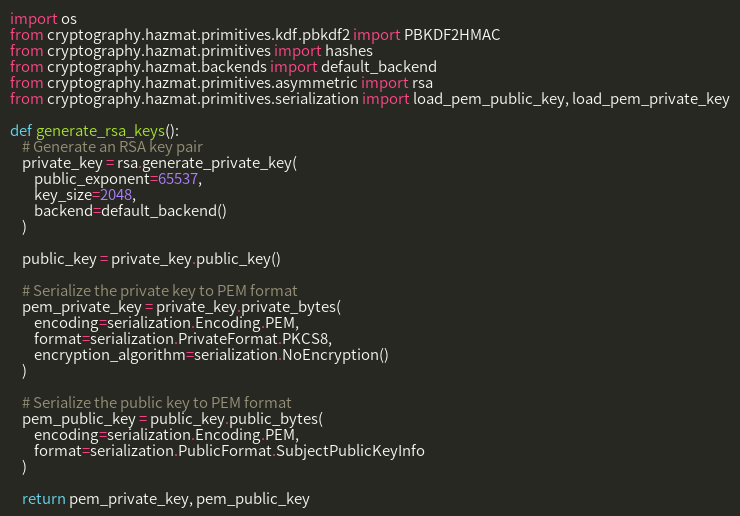 import os
from cryptography.hazmat.primitives.kdf.pbkdf2 import PBKDF2HMAC
from cryptography.hazmat.primitives import hashes
from cryptography.hazmat.backends import default_backend
from cryptography.hazmat.primitives.asymmetric import rsa
from cryptography.hazmat.primitives.serialization import load_pem_public_key, load_pem_private_key

def generate_rsa_keys():
    # Generate an RSA key pair
    private_key = rsa.generate_private_key(
        public_exponent=65537,
        key_size=2048,
        backend=default_backend()
    )

    public_key = private_key.public_key()

    # Serialize the private key to PEM format
    pem_private_key = private_key.private_bytes(
        encoding=serialization.Encoding.PEM,
        format=serialization.PrivateFormat.PKCS8,
        encryption_algorithm=serialization.NoEncryption()
    )

    # Serialize the public key to PEM format
    pem_public_key = public_key.public_bytes(
        encoding=serialization.Encoding.PEM,
        format=serialization.PublicFormat.SubjectPublicKeyInfo
    )

    return pem_private_key, pem_public_key